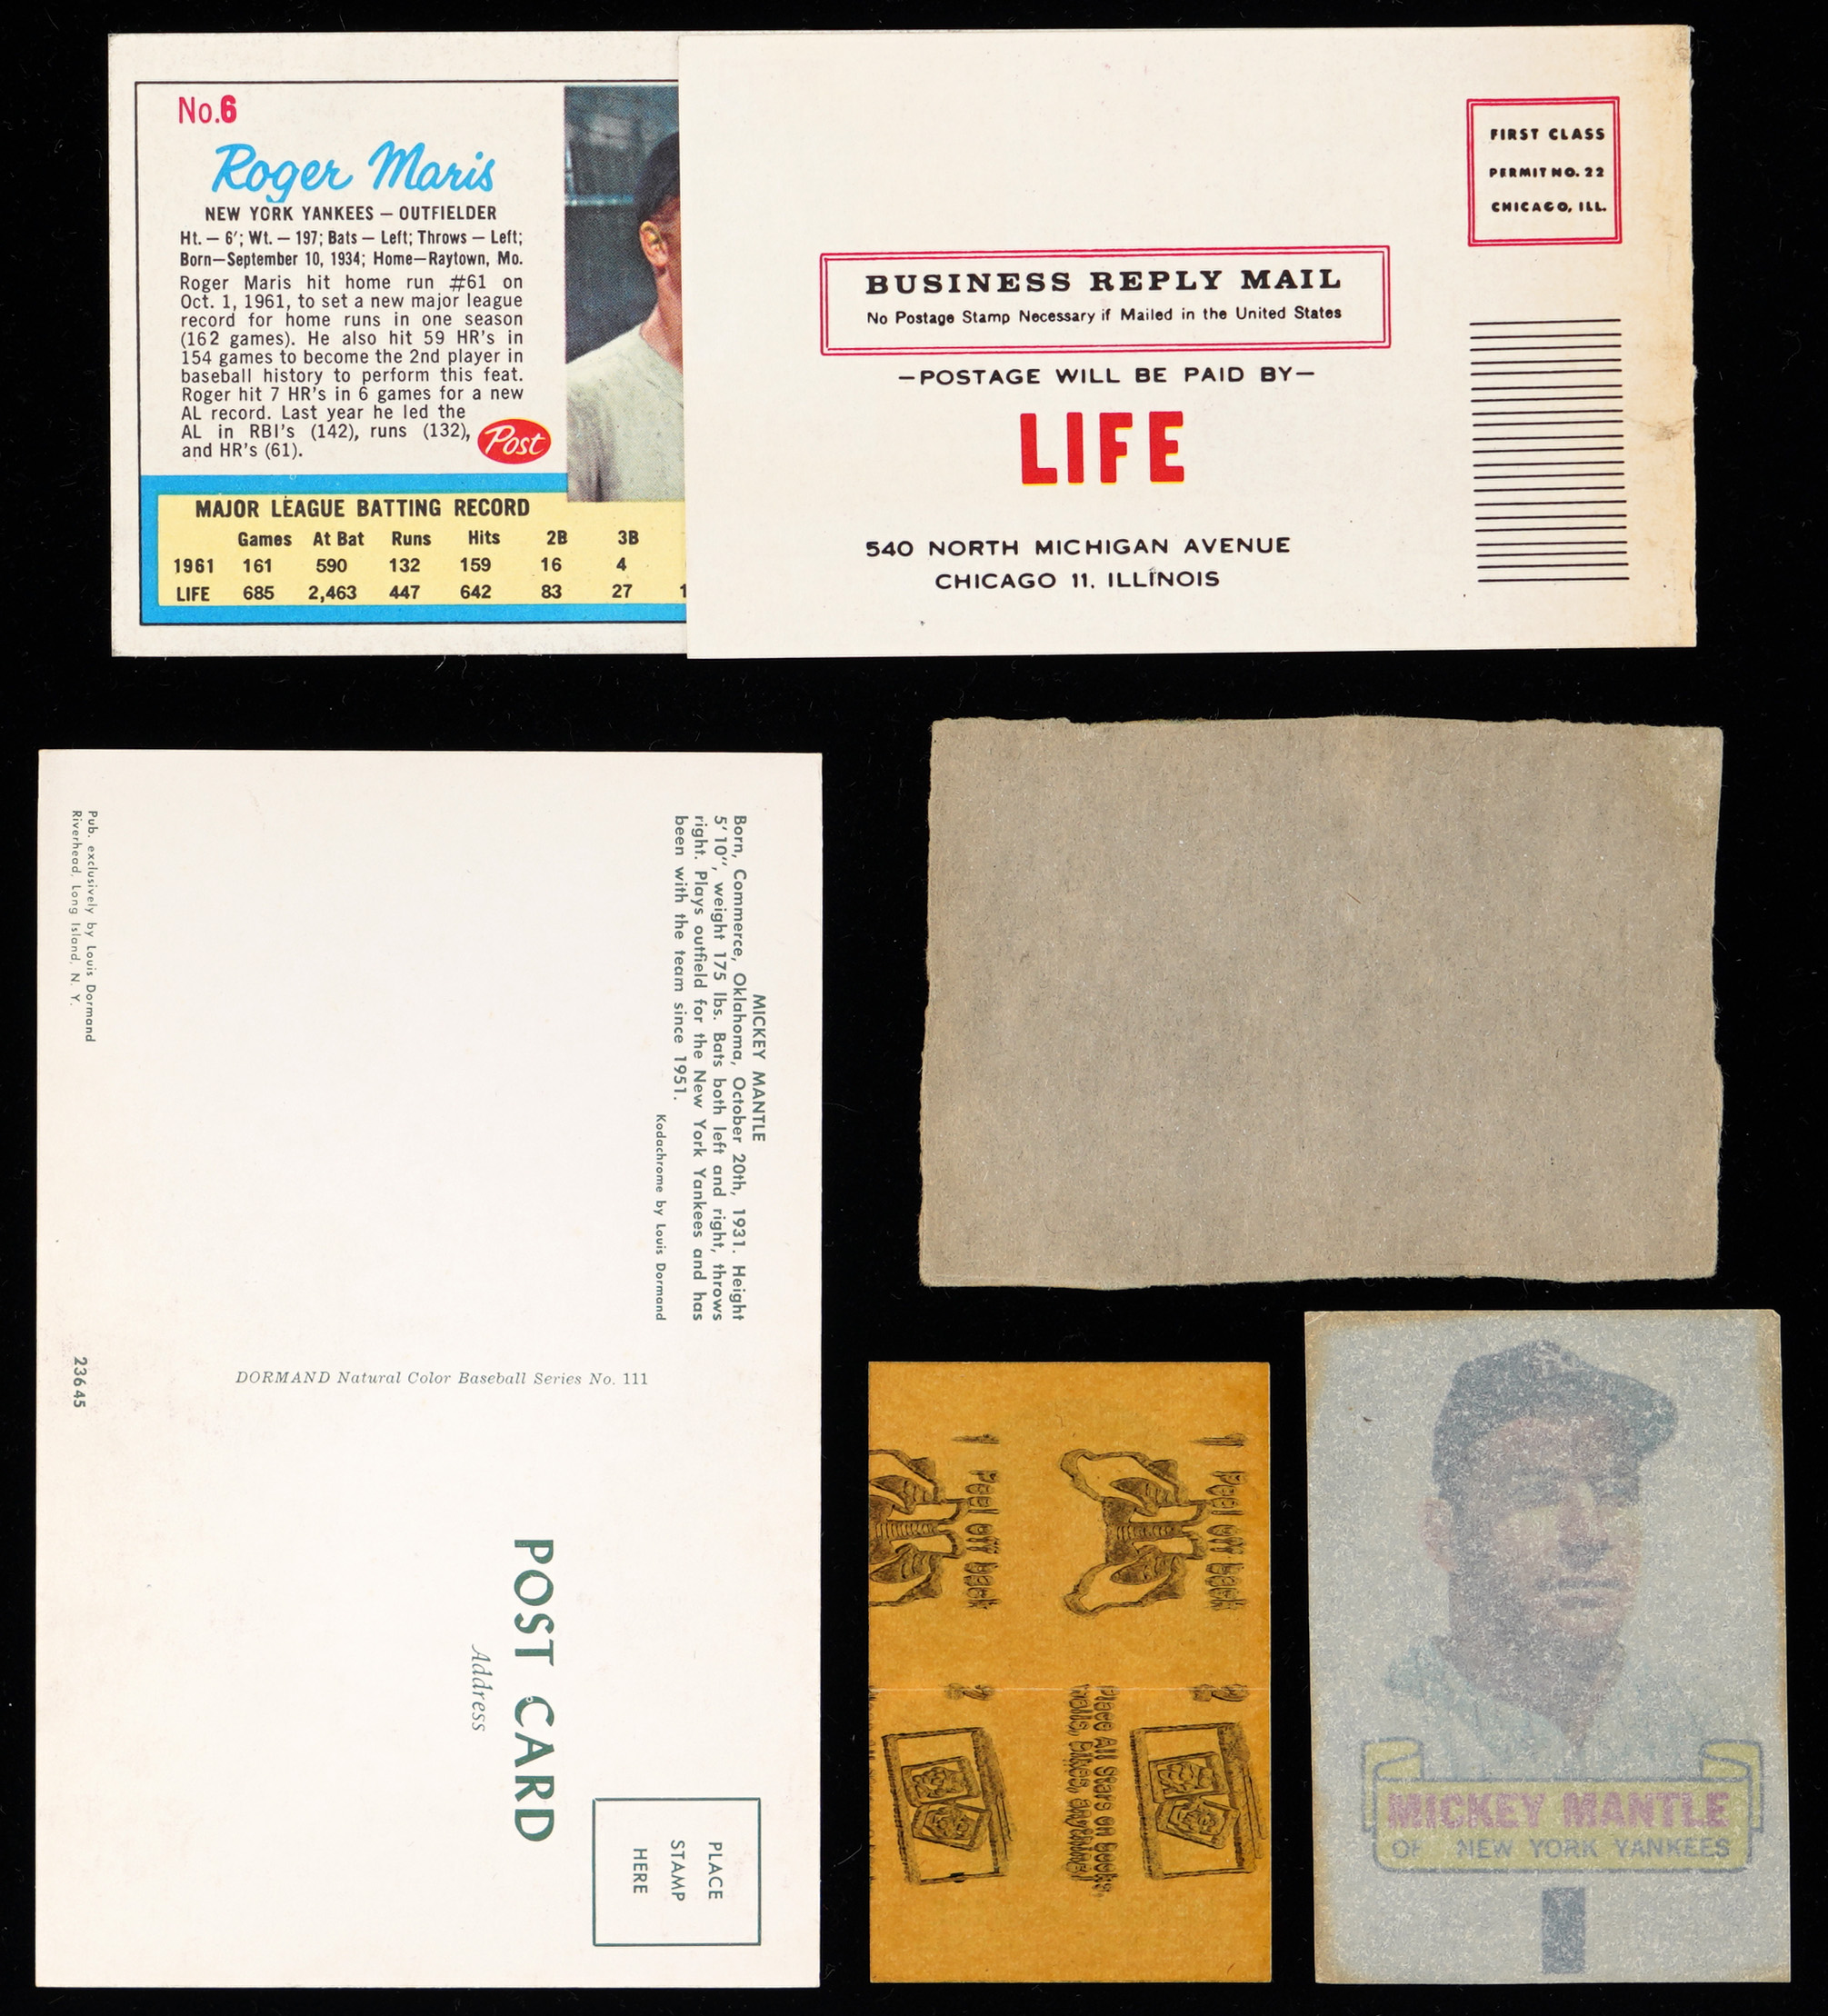 No.6
Roger Maris
NEW YORK YANKEES — OUTFIELDER
Ht. — 6'; Wt. — 197; Bats — Left; Throws — Left;
Born—September 10, 1934; Home—Raytown, Mo.
Roger Maris hit home run #61 on
Oct. 1, 1961, to set a new major league
record for home runs in one season
(162 games). He also hit 59 HR's in
154 games to become the 2nd player in
baseball history to perform this feat.
Roger hit 7 HR's in 6 games for a new
AL record. Last year he led the
AL in RBI's (142), runs (132),
and HR's (61).
Post
MAJOR LEAGUE BATTING RECORD
Games At Bat Runs Hits 2B 3B
1961 161 590 132 159 16 4
LIFE 685 2,463 447 642 83 27 1
FIRST CLASS
PERMIT NO. 22
CHICAGO, ILL.
BUSINESS REPLY MAIL
No Postage Stamp Necessary if Mailed in the United States
—POSTAGE WILL BE PAID BY—
LIFE
540 NORTH MICHIGAN AVENUE
CHICAGO 11, ILLINOIS
MICKEY MANTLE
Born, Commerce, Oklahoma, October 20th, 1931. Height
5'10'', weight 175 lbs. Bats both left and right, throws
right. Plays outfield for the New York Yankees and has
been with the team since 1951.
Kodachrome by Louis Dormand
Pub. exclusively by Louis Dormand
Riverhead, Long Island, N. Y.
23645
DORMAND Natural Color Baseball Series No. 111
POST CARD
Address
PLACE
STAMP
HERE
1 Peel off back
1 Peel off back
2
Place All Stars on books,
walls, bikes, anything!
2
MICKEY MANTLE
OF NEW YORK YANKEES